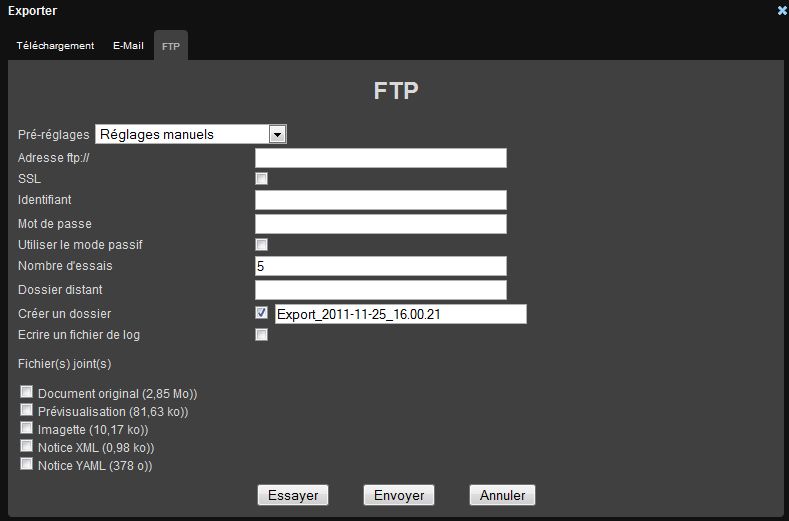 Exporter
Téléchargement E-Mail FTP
FTP
Pré-réglages Réglages manuels
Adresse ftp://
SSL
Identifiant
Mot de passe
Utiliser le mode passif
Nombre d'essais 5
Dossier distant
Créer un dossier Export_2011-11-25_16.00.21
Ecrire un fichier de log
Fichier(s) joint(s)
Document original (2,85 Mo))
Prévisualisation (81,63 ko))
Imagette (10,17 ko))
Notice XML (0,98 ko))
Notice YAML (378 o))
Essayer Envoyer Annuler